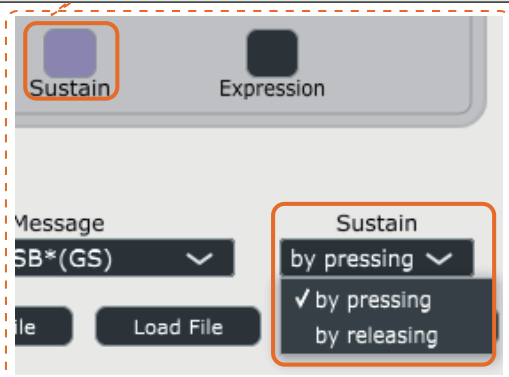 Sustain
Expression
Message
Sustain
SB*(GS)
by pressing
by pressing
ile
Load File
by releasing